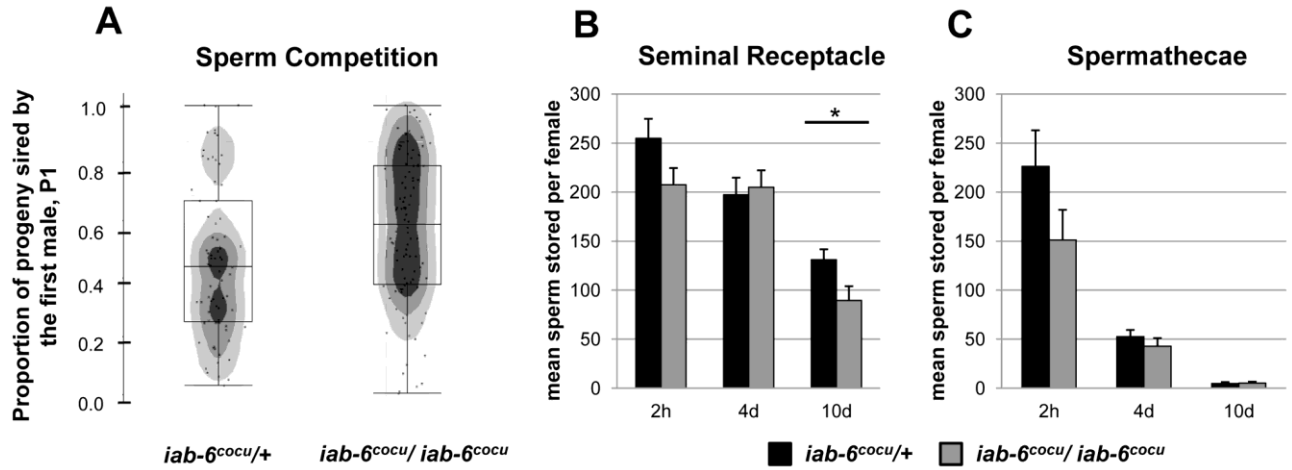 A
Sperm Competition
Proportion of progeny sired by
the first male, P1
1.0
0.8
0.6
0.4
0.2
0.0
iab-6cocu/+
iab-6cocu/ iab-6cocu
B
Seminal Receptacle
mean sperm stored per female
300
250
200
150
100
50
0
*
2h
4d
10d
C
Spermathecae
mean sperm stored per female
300
250
200
150
100
50
0
2h
4d
10d
iab-6cocu/+
iab-6cocu/ iab-6cocu